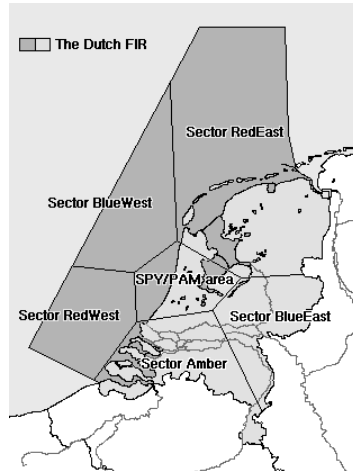 The Dutch FIR
Sector RedEast
Sector BlueWest
SPY/PAM area
Sector RedWest
Sector BlueEast
Sector Amber